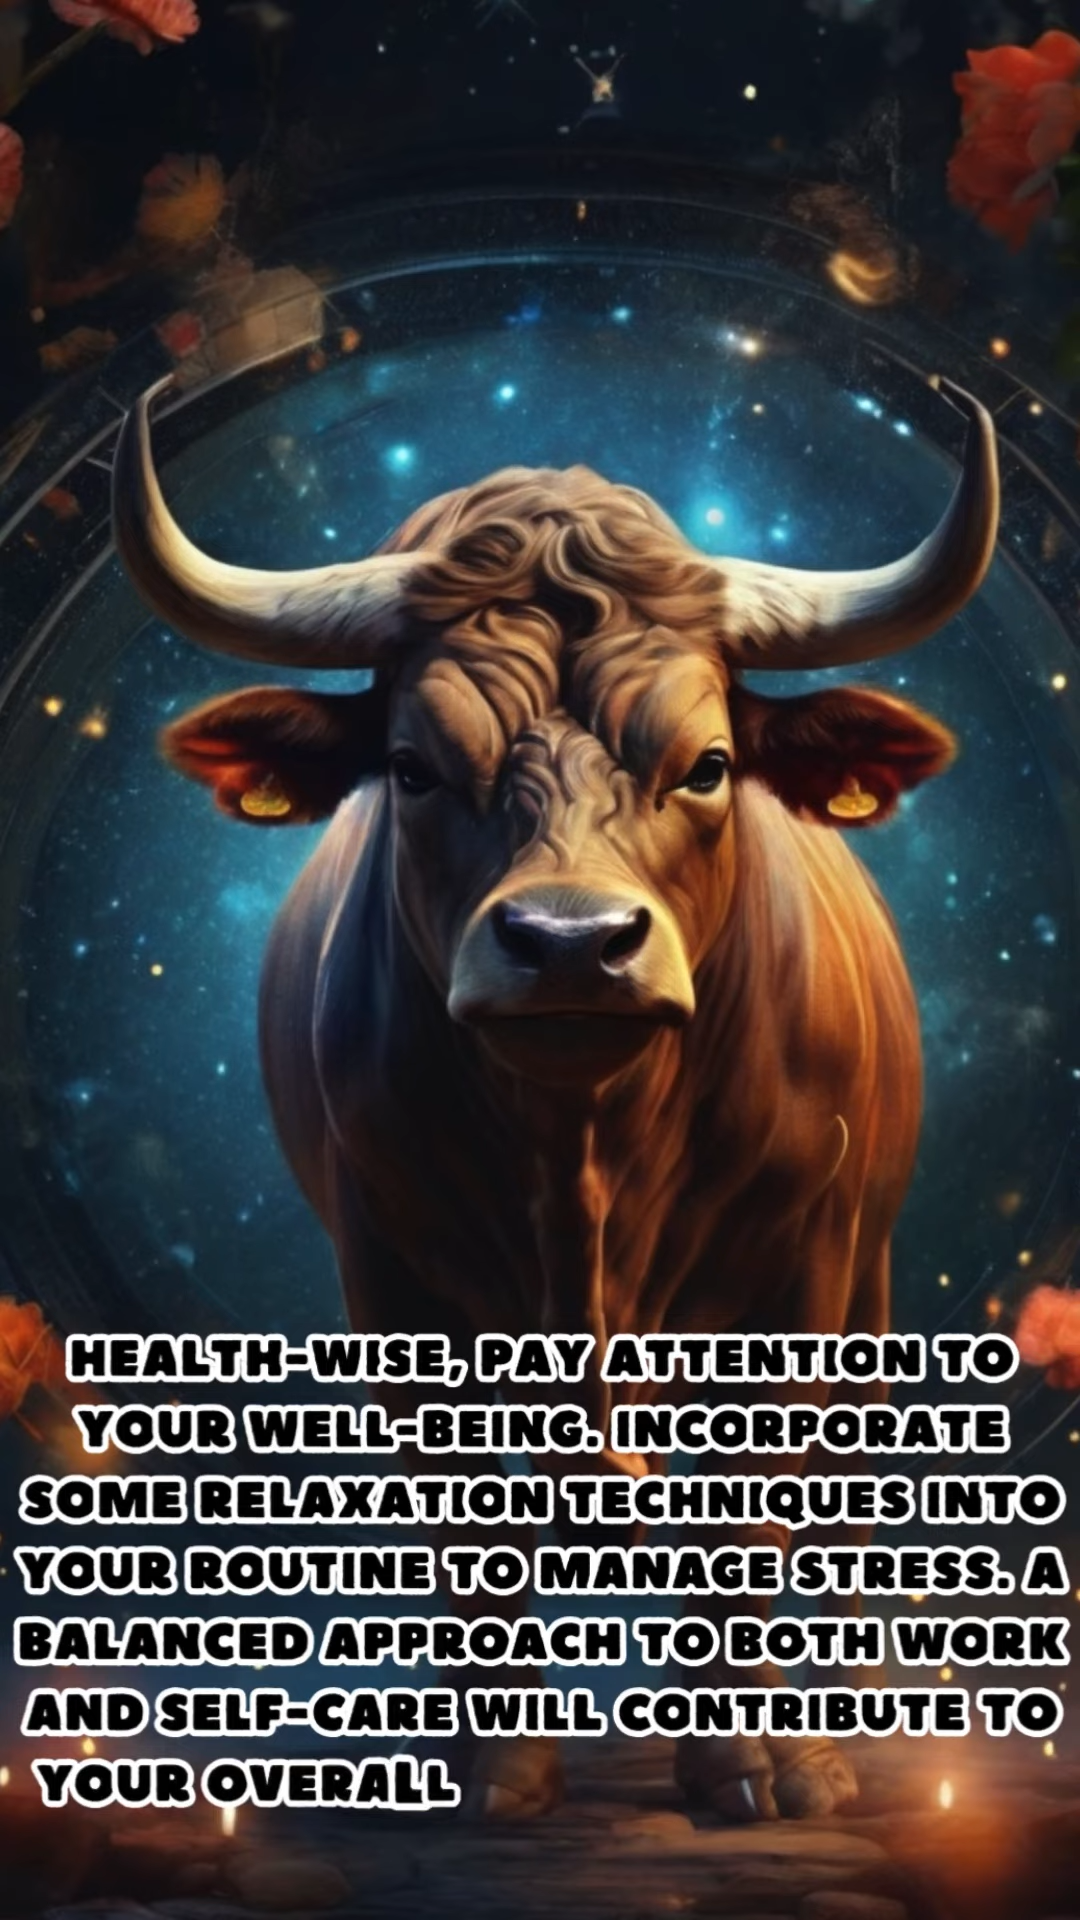 HEALTH-WISE, PAY ATTENTION TO
YOUR WELL-BEING. INCORPORATE
SOME RELAXATION TECHNIQUES INTO
YOUR ROUTINE TO MANAGE STRESS. A
BALANCED APPROACH TO BOTH WORK
AND SELF-CARE WILL CONTRIBUTE TO
YOUR OVERALL